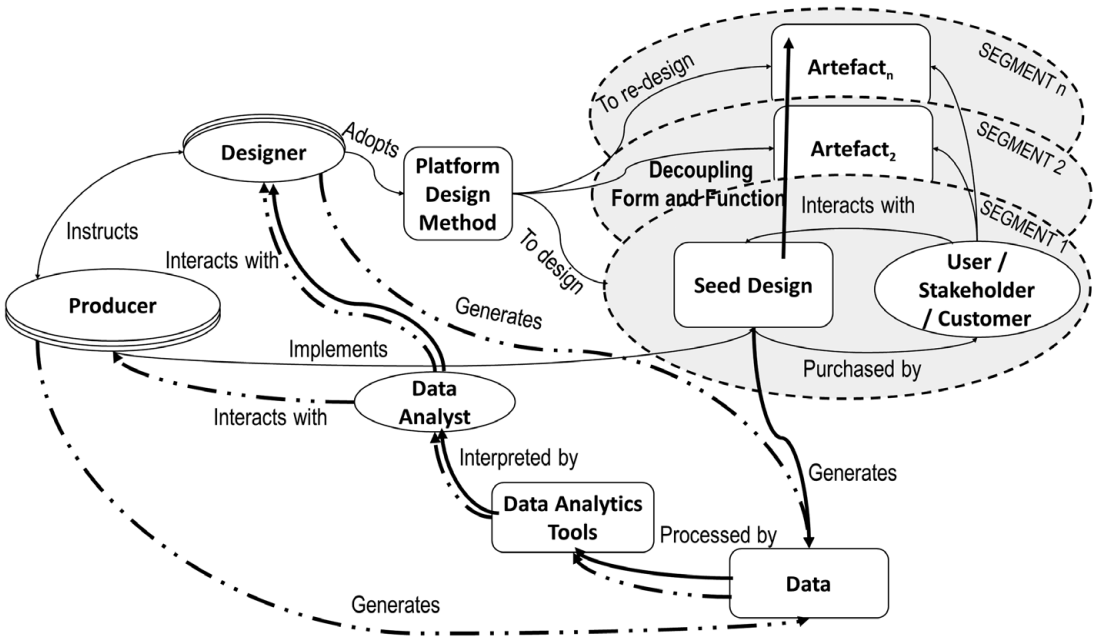 SEGMENT n
Artefactn
To re-design
SEGMENT 2
Artefact2
Adopts
Designer
Platform
Design
Method
Decoupling
Form and Function
SEGMENT 1
Interacts with
Instructs
Interacts with
To design
Seed Design
User /
Stakeholder
/ Customer
Producer
Generates
Implements
Purchased by
Data
Analyst
Interacts with
Interpreted by
Generates
Data Analytics
Tools
Processed by
Data
Generates